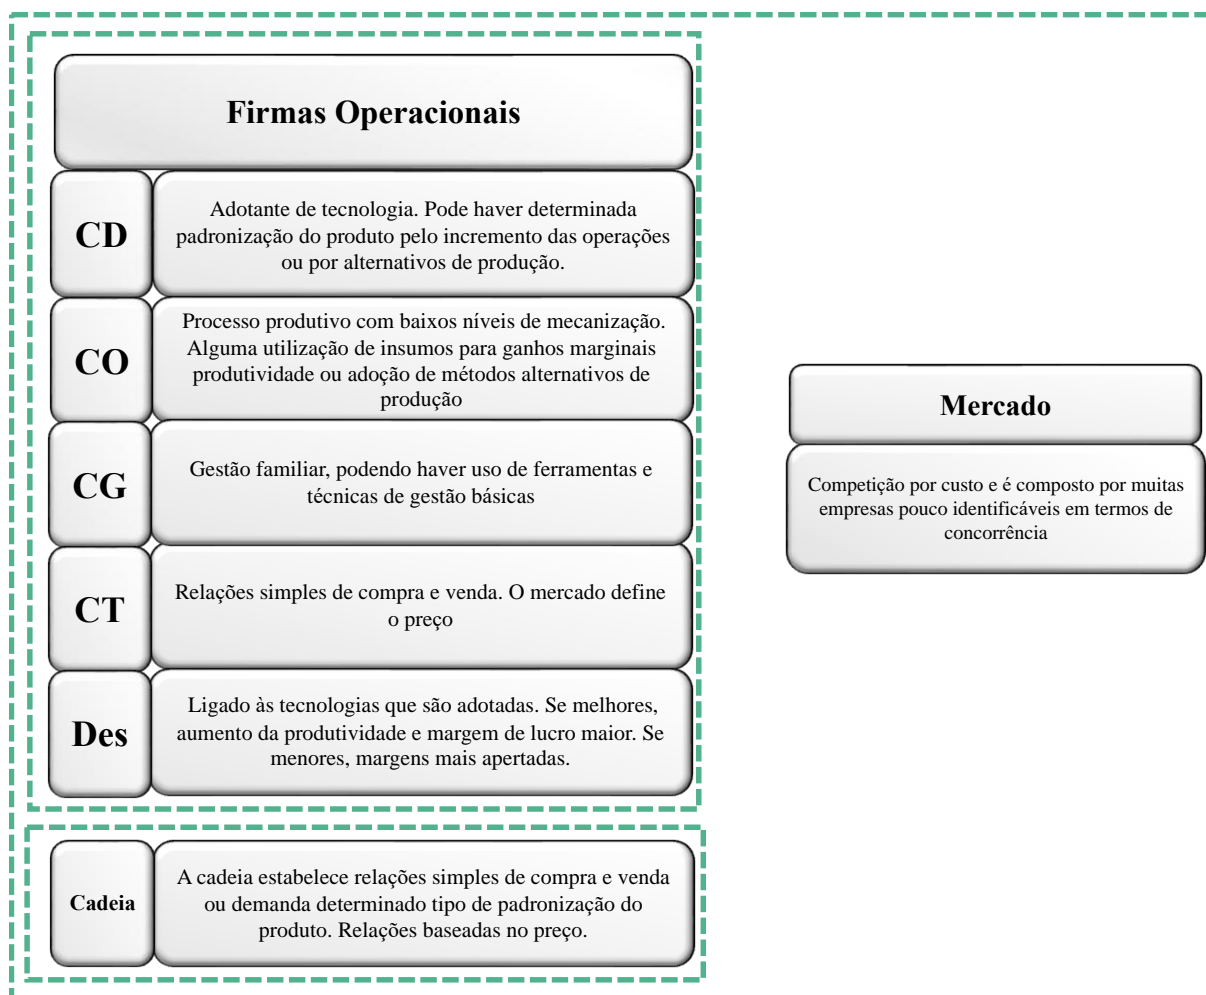 Firmas Operacionais
CD
Adotante de tecnologia. Pode haver determinada
padronização do produto pelo incremento das operações
ou por alternativos de produção.
CO
Processo produtivo com baixos níveis de mecanização.
Alguma utilização de insumos para ganhos marginais
produtividade ou adoção de métodos alternativos de
produção
CG
Gestão familiar, podendo haver uso de ferramentas e
técnicas de gestão básicas
CT
Relações simples de compra e venda. O mercado define
o preço
Des
Ligado às tecnologias que são adotadas. Se melhores,
aumento da produtividade e margem de lucro maior. Se
menores, margens mais apertadas.
Cadeia
A cadeia estabelece relações simples de compra e venda
ou demanda determinado tipo de padronização do
produto. Relações baseadas no preço.
Mercado
Competição por custo e é composto por muitas
empresas pouco identificáveis em termos de
concorrência